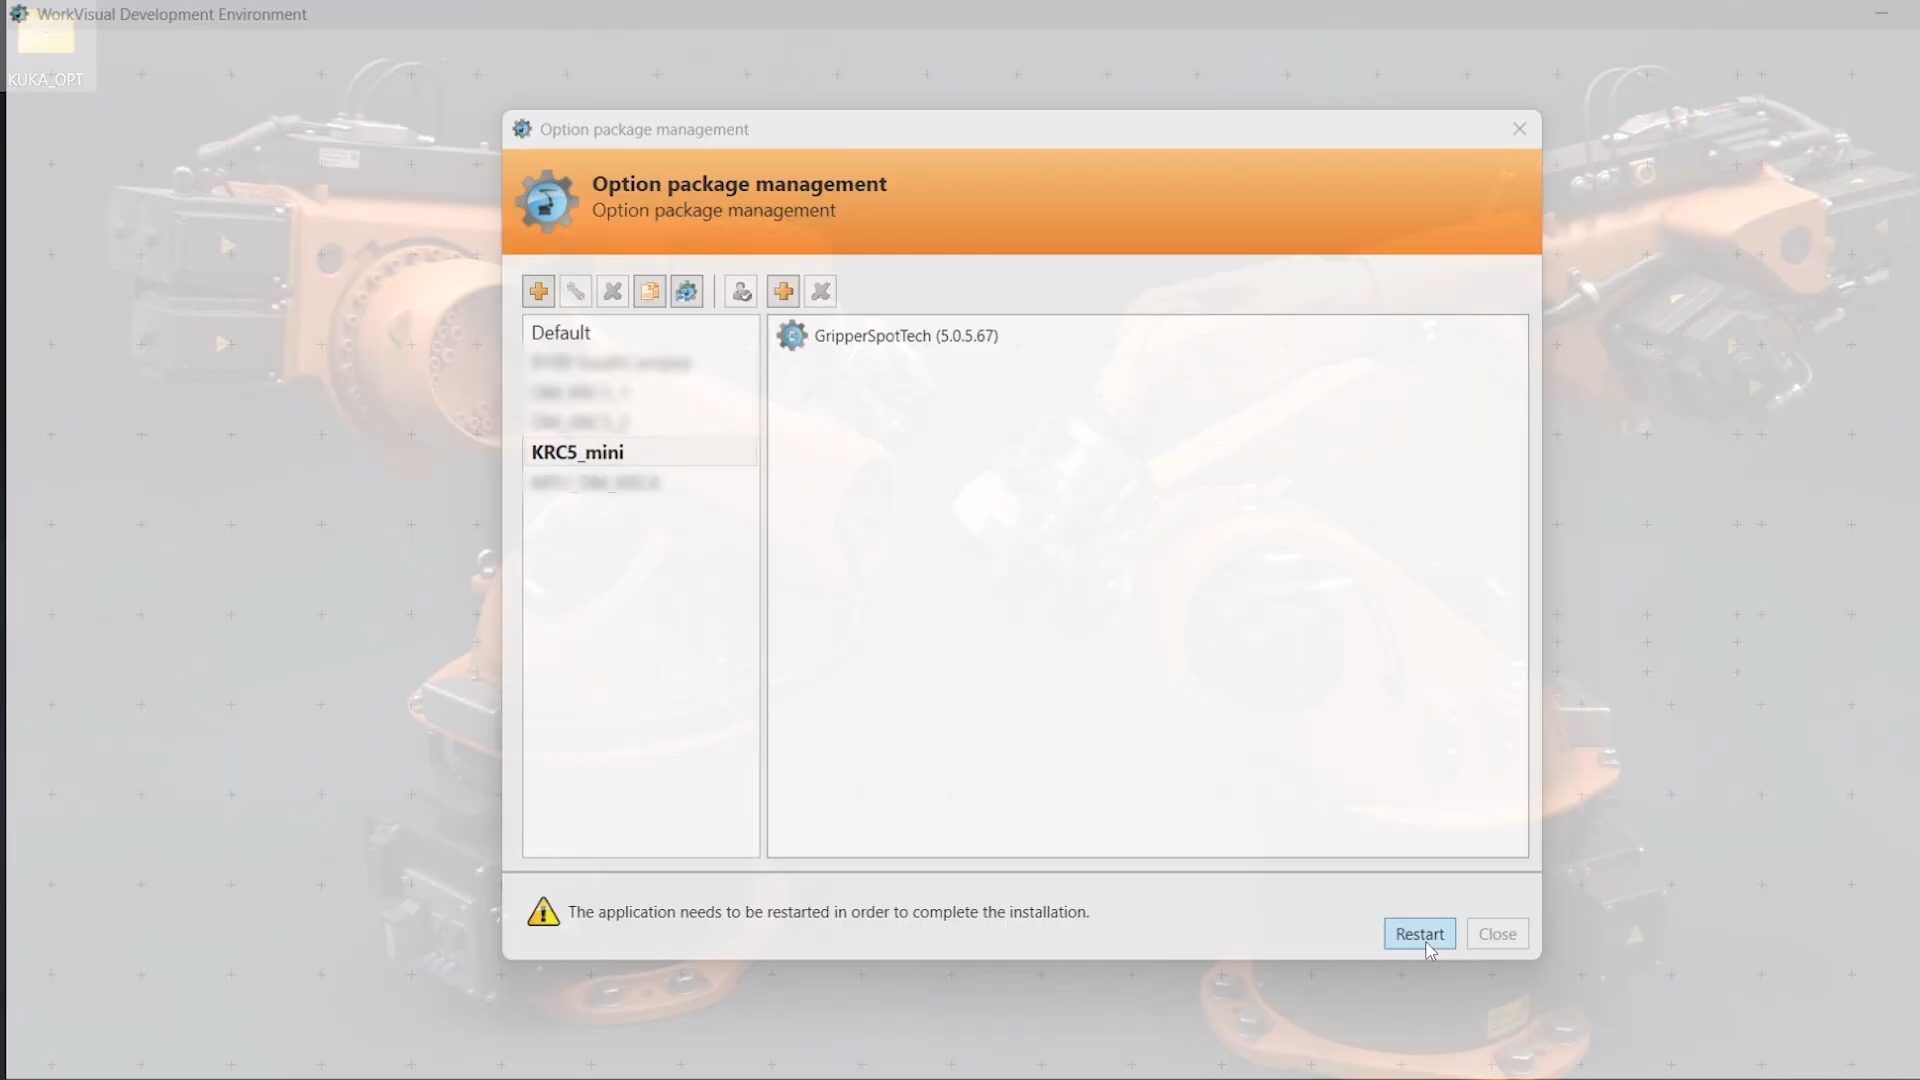 WorkVisual Development Environment
KUKA_OPT
Option package management
Option package management
Option package management
Default
KRC5_mini
GripperSpotTech (5.0.5.67)
The application needs to be restarted in order to complete the installation.
Restart
Close